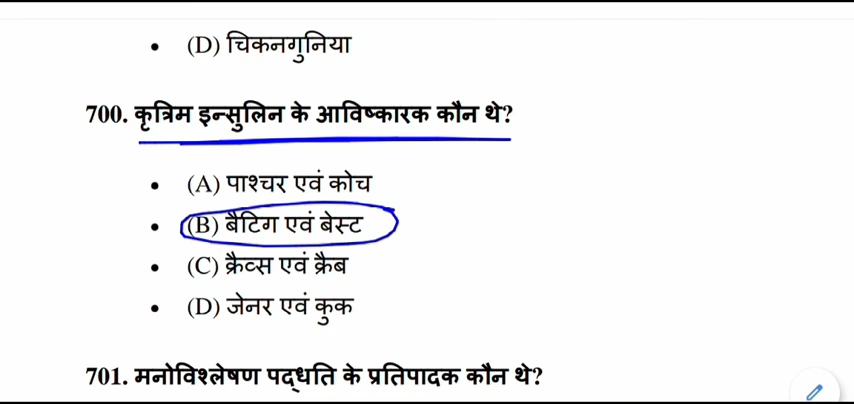 • (D) चिकनगुनिया
700. कृत्रिम इन्सुलिन के आविष्कारक कौन थे?
• (A) पाश्चर एवं कोच
• (B) बैटिग एवं बेस्ट
• (C) क्रैव्स एवं क्रैब
• (D) जेनर एवं कुक
701. मनोविश्लेषण पद्धति के प्रतिपादक कौन थे?